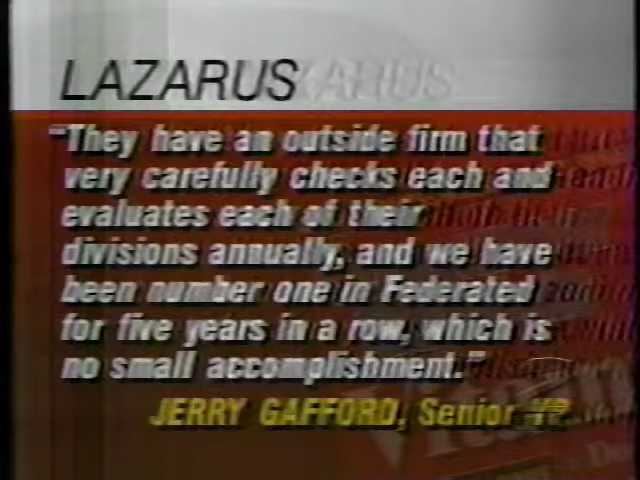 LAZARUS
"They have an outside firm that
very carefully checks each and
evaluates each of their
divisions annually, and we have
been number one in Federated
for five years in a row, which is
no small accomplishment."
JERRY GAFFORD, Senior VP